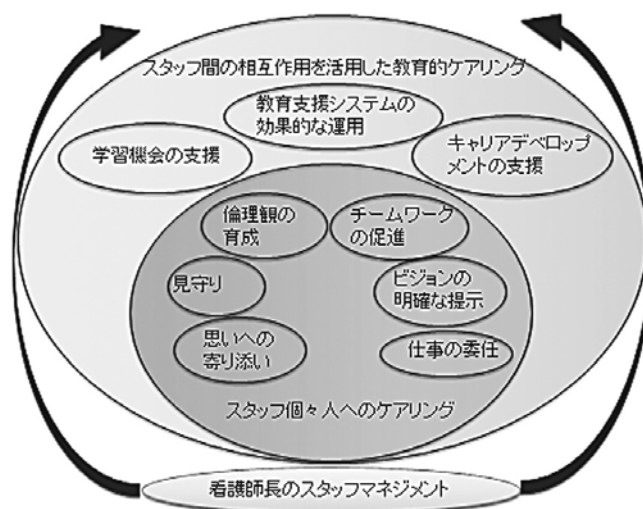 スタッフ間の相互作用を活用した教育的ケアリング
教育支援システムの
効果的な運用
学習機会の支援
キャリアデベロップ
メントの支援
倫理観の
育成
チームワーク
の促進
見守り
ビジョンの
明確な提示
思いへの
寄り添い
仕事の委任
スタッフ個々人へのケアリング
看護師長のスタッフマネジメント